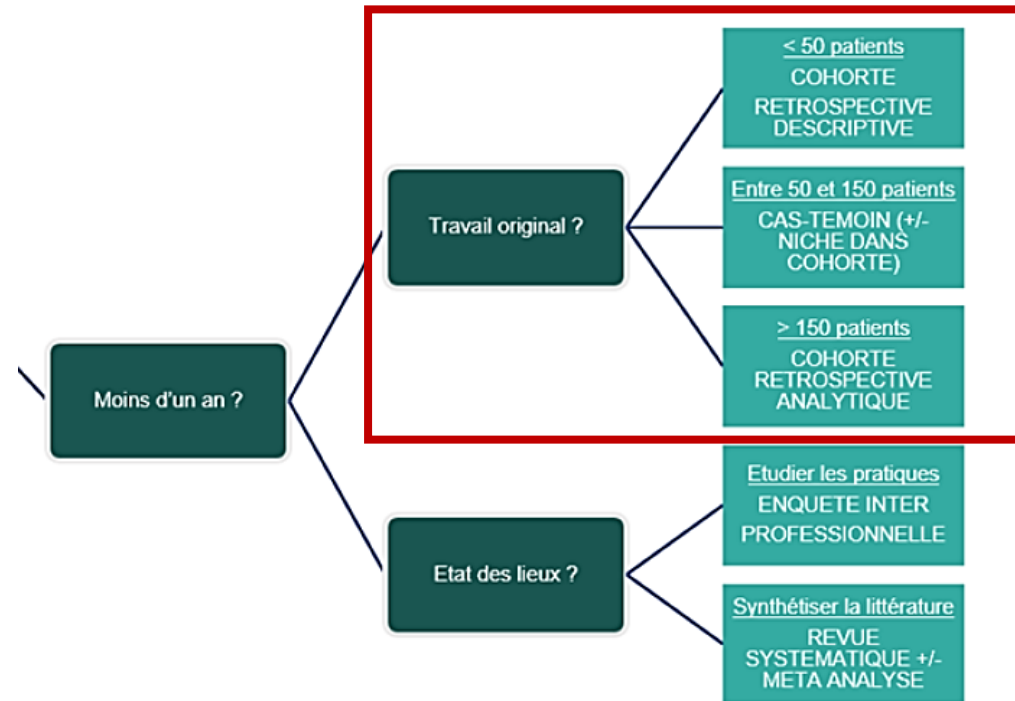 Moins d'un an ?
Travail original ?
< 50 patients
COHORTE
RETROSPECTIVE
DESCRIPTIVE
Entre 50 et 150 patients
CAS-TEMOIN (+/-
NICHE DANS
COHORTE)
> 150 patients
COHORTE
RETROSPECTIVE
ANALYTIQUE
Etat des lieux ?
Etudier les pratiques
ENQUETE INTER
PROFESSIONNELLE
Synthétiser la littérature
REVUE
SYSTEMATIQUE +/-
META ANALYSE